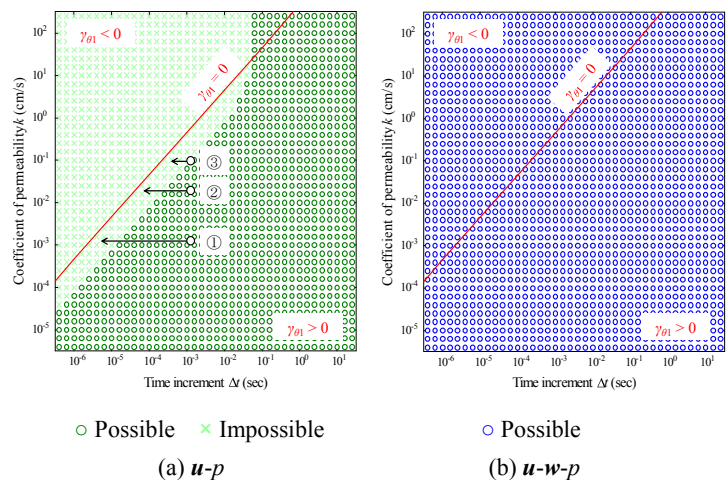 γθ1 < 0
γθ1 = 0
③
②
①
γθ1 > 0
10² 10¹ 10⁰ 10⁻¹ 10⁻² 10⁻³ 10⁻⁴ 10⁻⁵
Coefficient of permeability k (cm/s)
10⁻⁶ 10⁻⁵ 10⁻⁴ 10⁻³ 10⁻² 10⁻¹ 10⁰ 10¹
Time increment Δt (sec)
○ Possible × Impossible
(a) u-p
γθ1 < 0
γθ1 = 0
γθ1 > 0
10² 10¹ 10⁰ 10⁻¹ 10⁻² 10⁻³ 10⁻⁴ 10⁻⁵
Coefficient of permeability k (cm/s)
10⁻⁶ 10⁻⁵ 10⁻⁴ 10⁻³ 10⁻² 10⁻¹ 10⁰ 10¹
Time increment Δt (sec)
○ Possible
(b) u-w-p